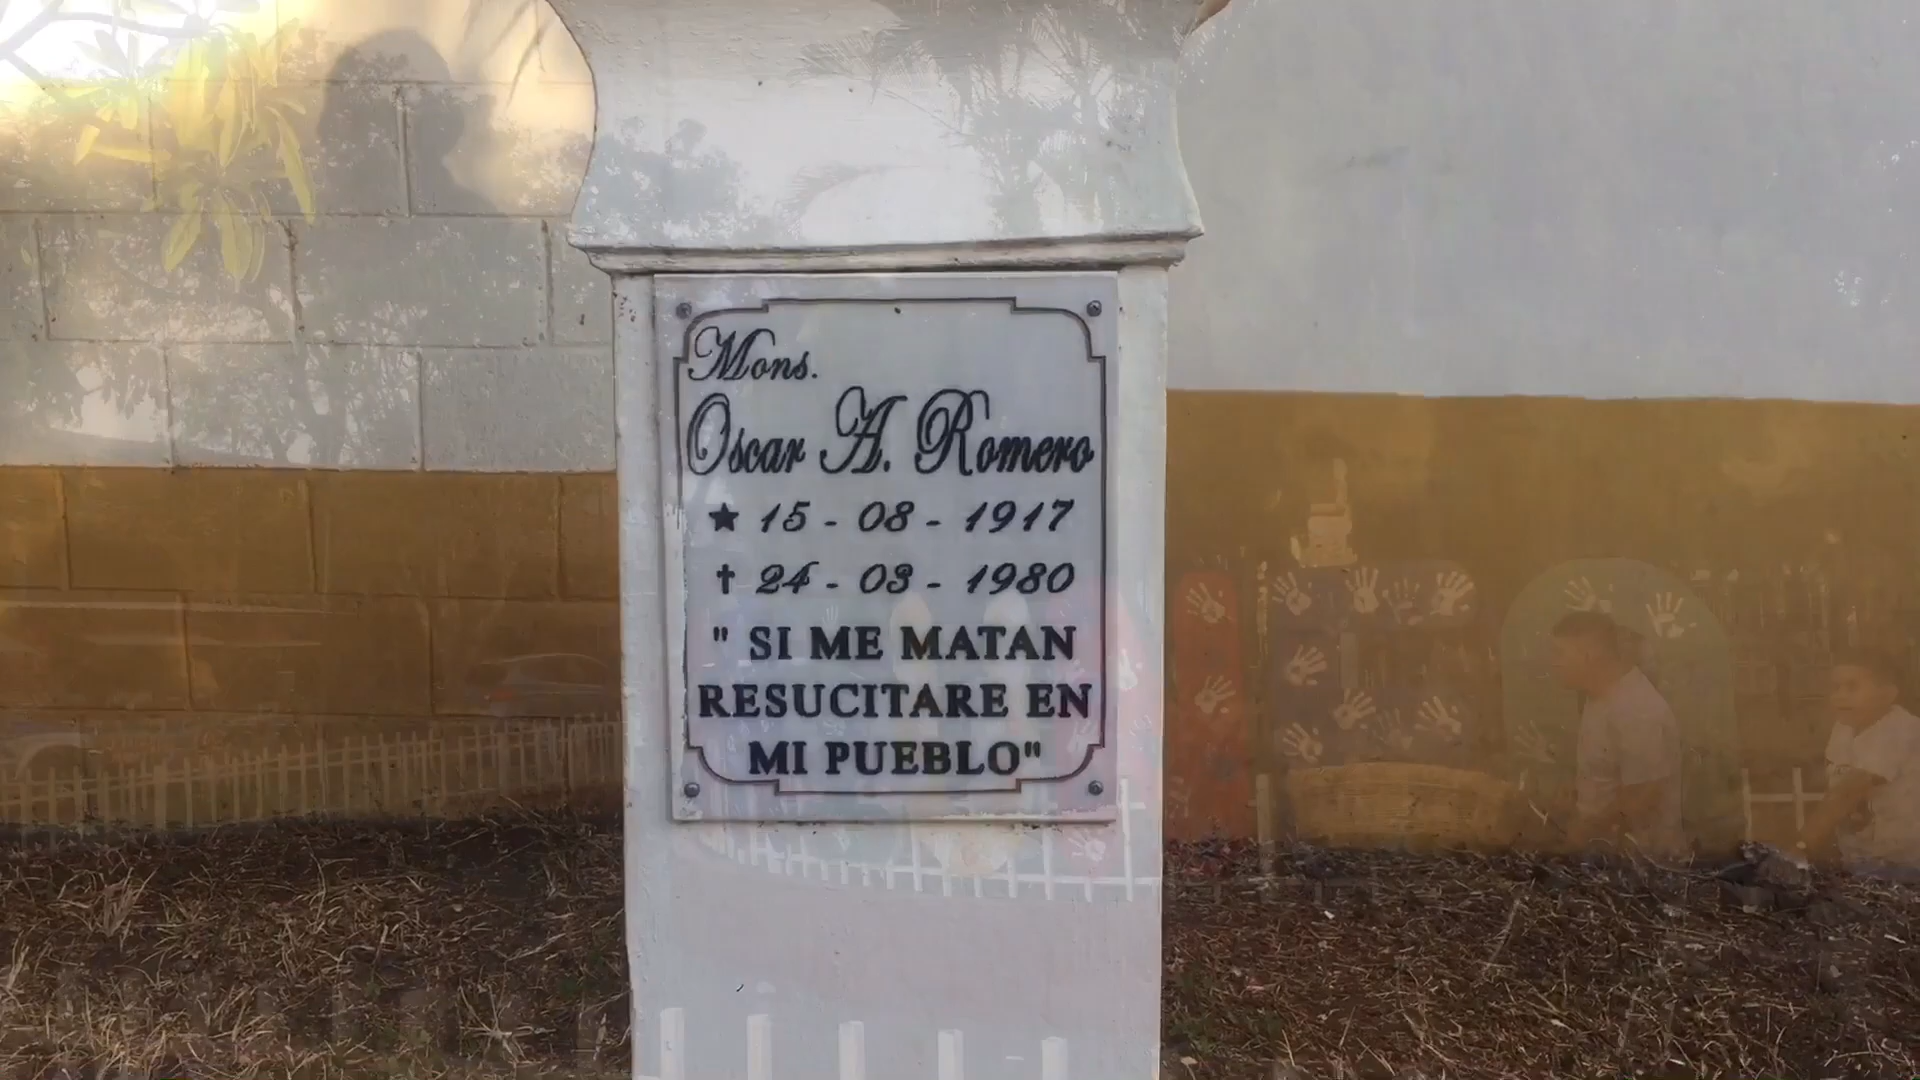 Mons.
Oscar A. Romero
★ 15 - 08 - 1917
✝ 24 - 03 - 1980
" SI ME MATAN
RESUCITARE EN
MI PUEBLO"